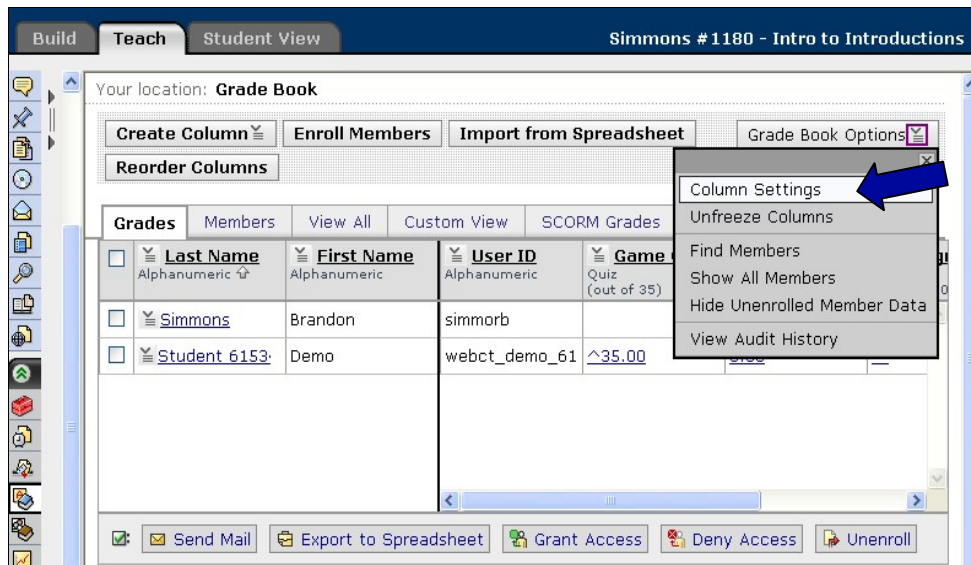 Build Teach Student View Simmons #1180 - Intro to Introductions
Your location: Grade Book
Create Column Enroll Members Import from Spreadsheet Grade Book Options
Reorder Columns
Column Settings
Unfreeze Columns
Find Members
Show All Members
Hide Unenrolled Member Data
View Audit History
Grades Members View All Custom View SCORM Grades
Last Name First Name User ID Game
Alphanumeric Alphanumeric Alphanumeric Quiz
(out of 35)
Simmons Brandon simmorb
Student 6153 Demo webct_demo_61 ^35.00
Send Mail Export to Spreadsheet Grant Access Deny Access Unenroll